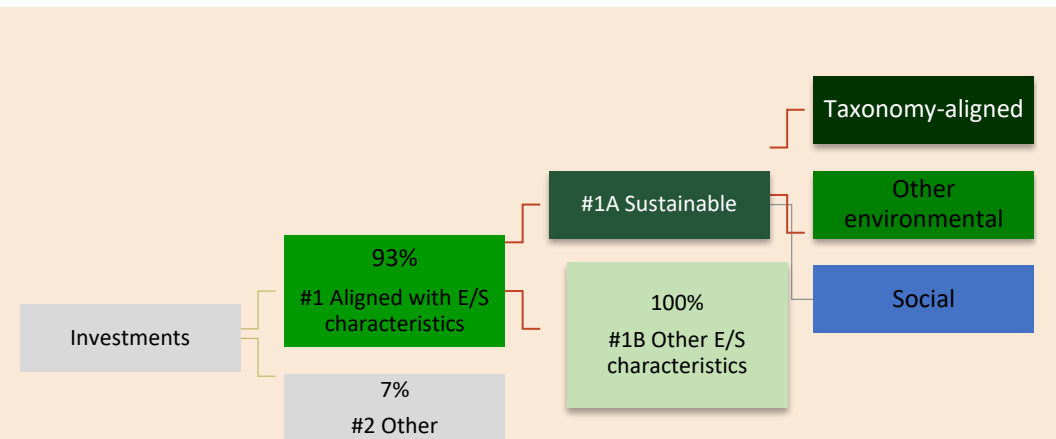 Investments
93%
#1 Aligned with E/S
characteristics
7%
#2 Other
#1A Sustainable
100%
#1B Other E/S
characteristics
Taxonomy-aligned
Other
environmental
Social